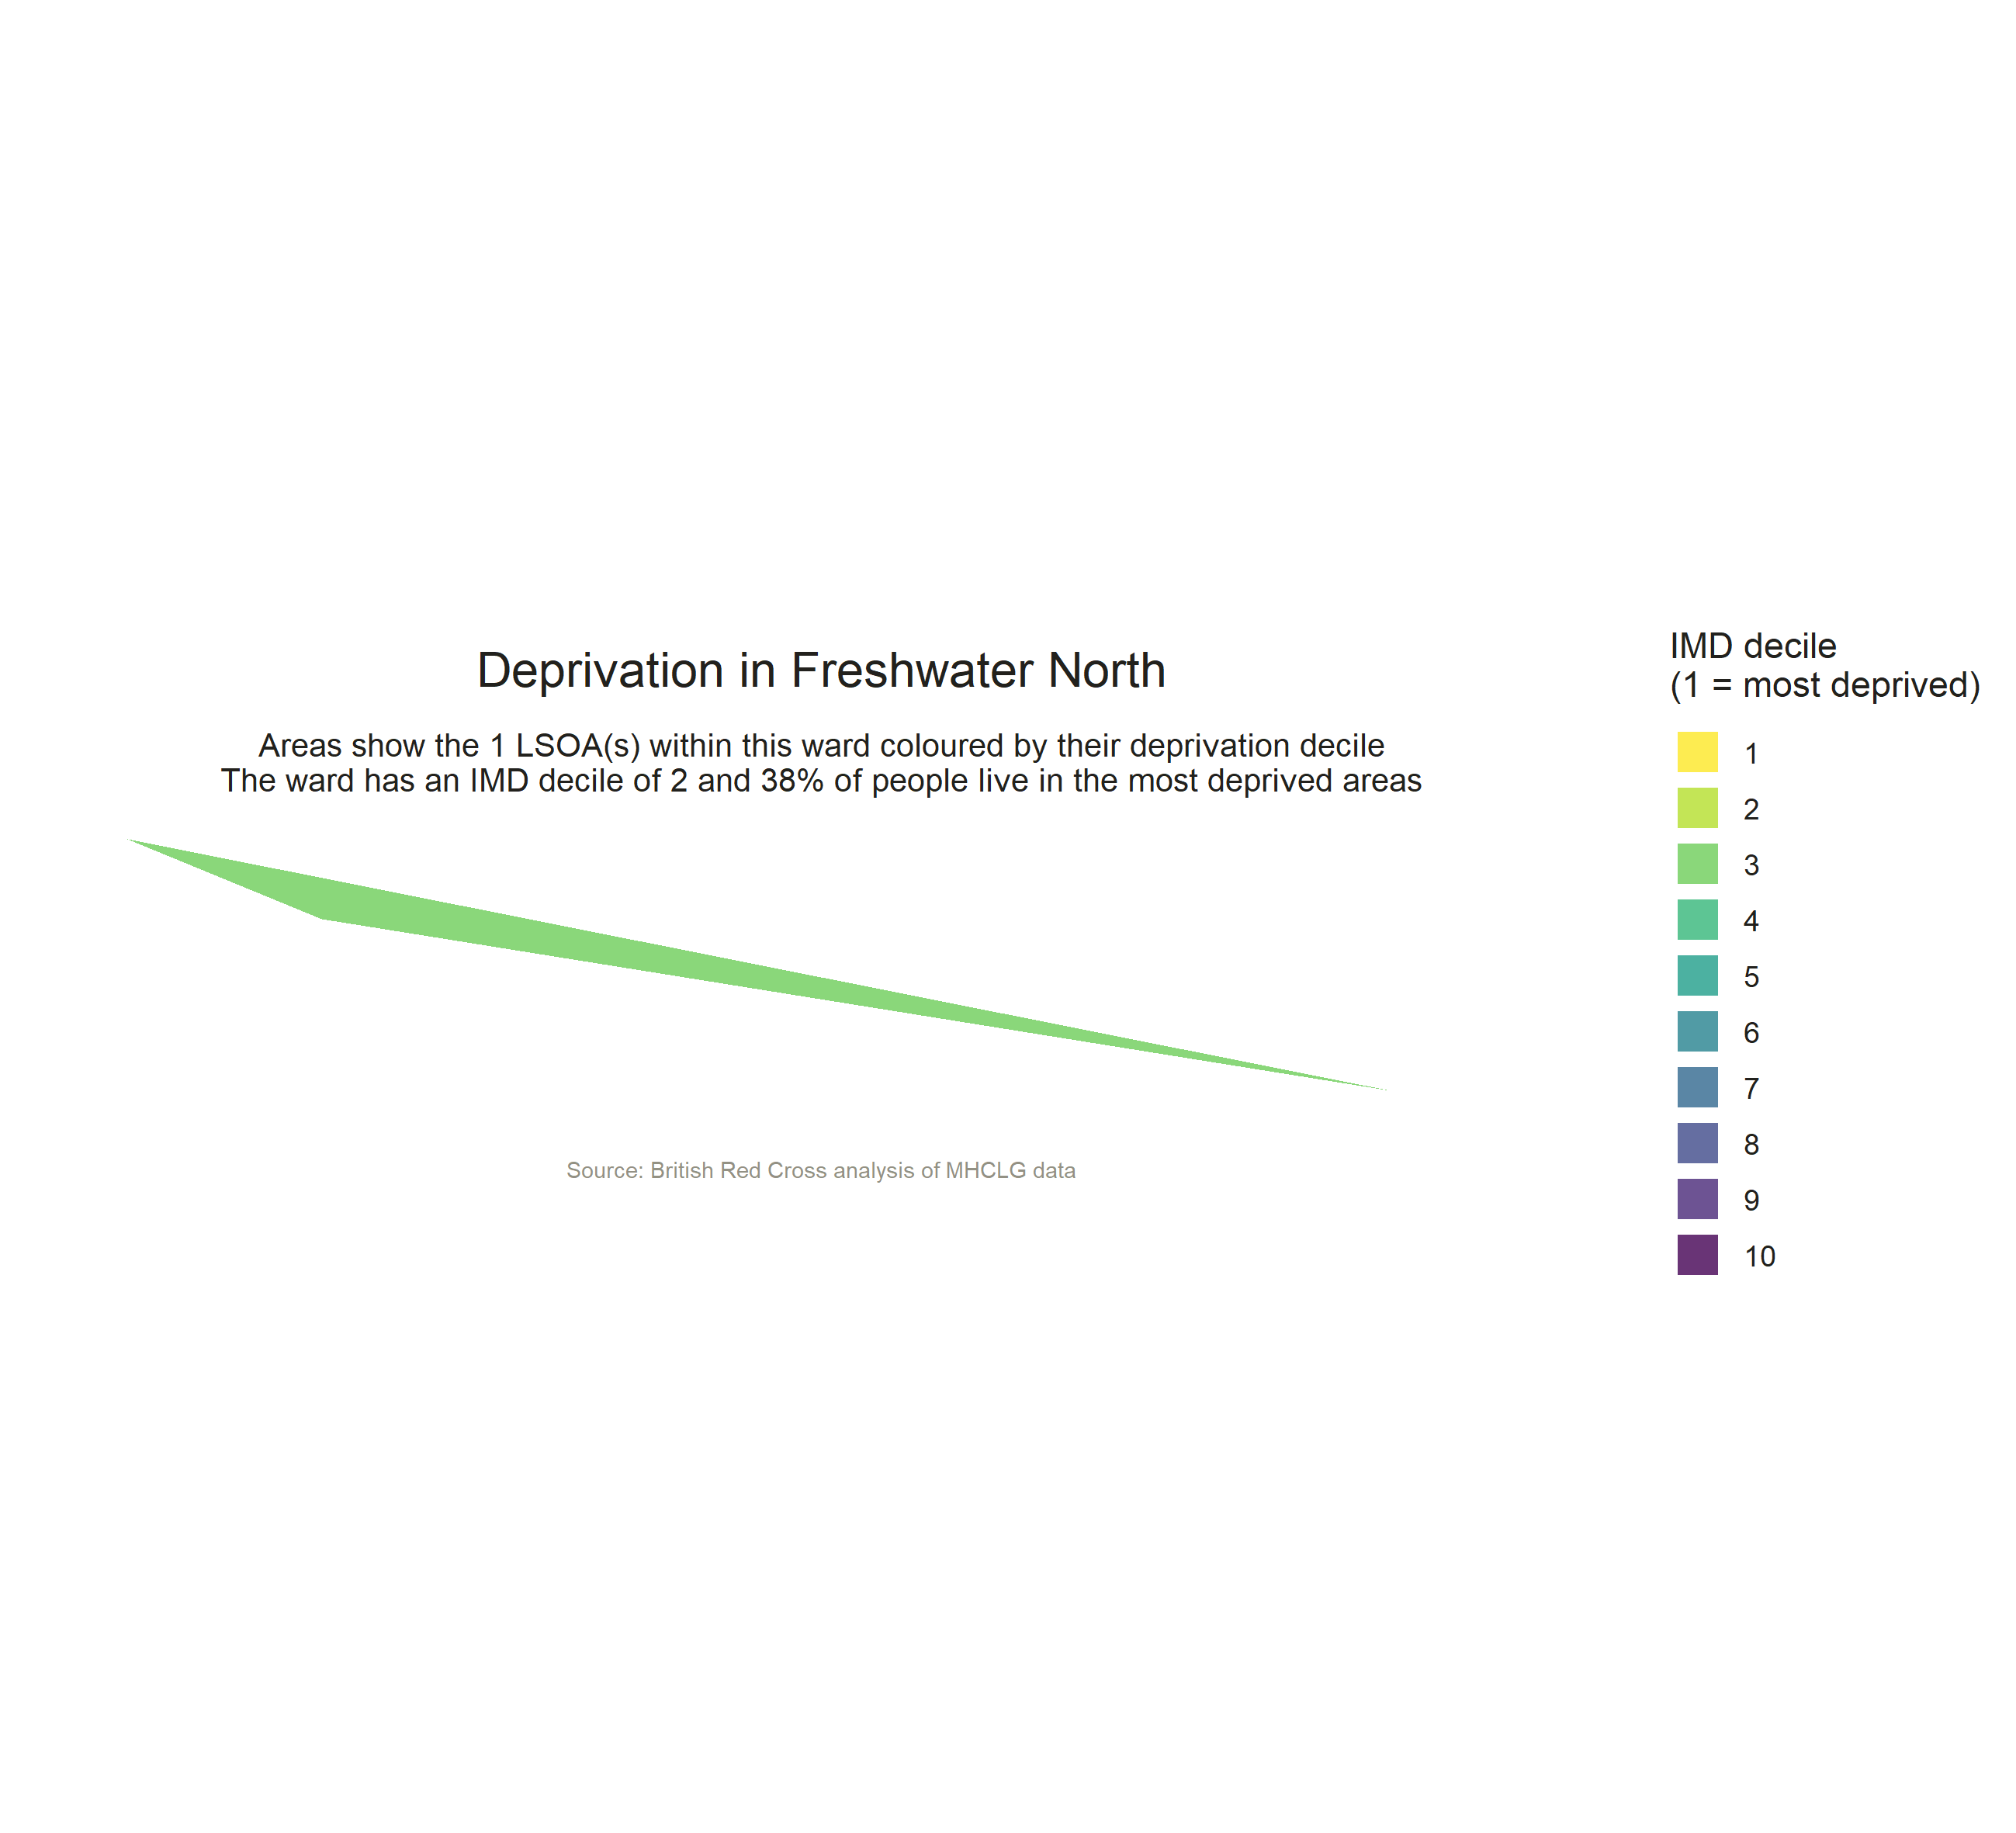 Deprivation in Freshwater North
Areas show the 1 LSOA(s) within this ward coloured by their deprivation decile
The ward has an IMD decile of 2 and 38% of people live in the most deprived areas
Source: British Red Cross analysis of MHCLG data
IMD decile
(1 = most deprived)
1
2
3
4
5
6
7
8
9
10